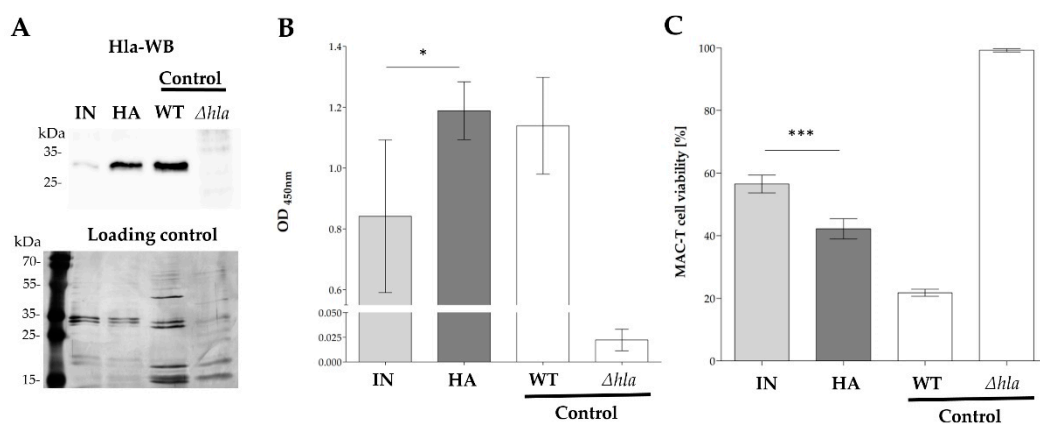 A
Hla-WB
Control
IN HA WT Δhla
kDa
35-
25-
Loading control
kDa
70-
55-
35-
25-
15-
B
OD 450nm
1.4
1.2
1.0
0.8
0.6
0.050
0.025
0.000
*
IN HA WT Δhla
Control
C
MAC-T cell viability [%]
100
80
60
40
20
0
***
IN HA WT Δhla
Control